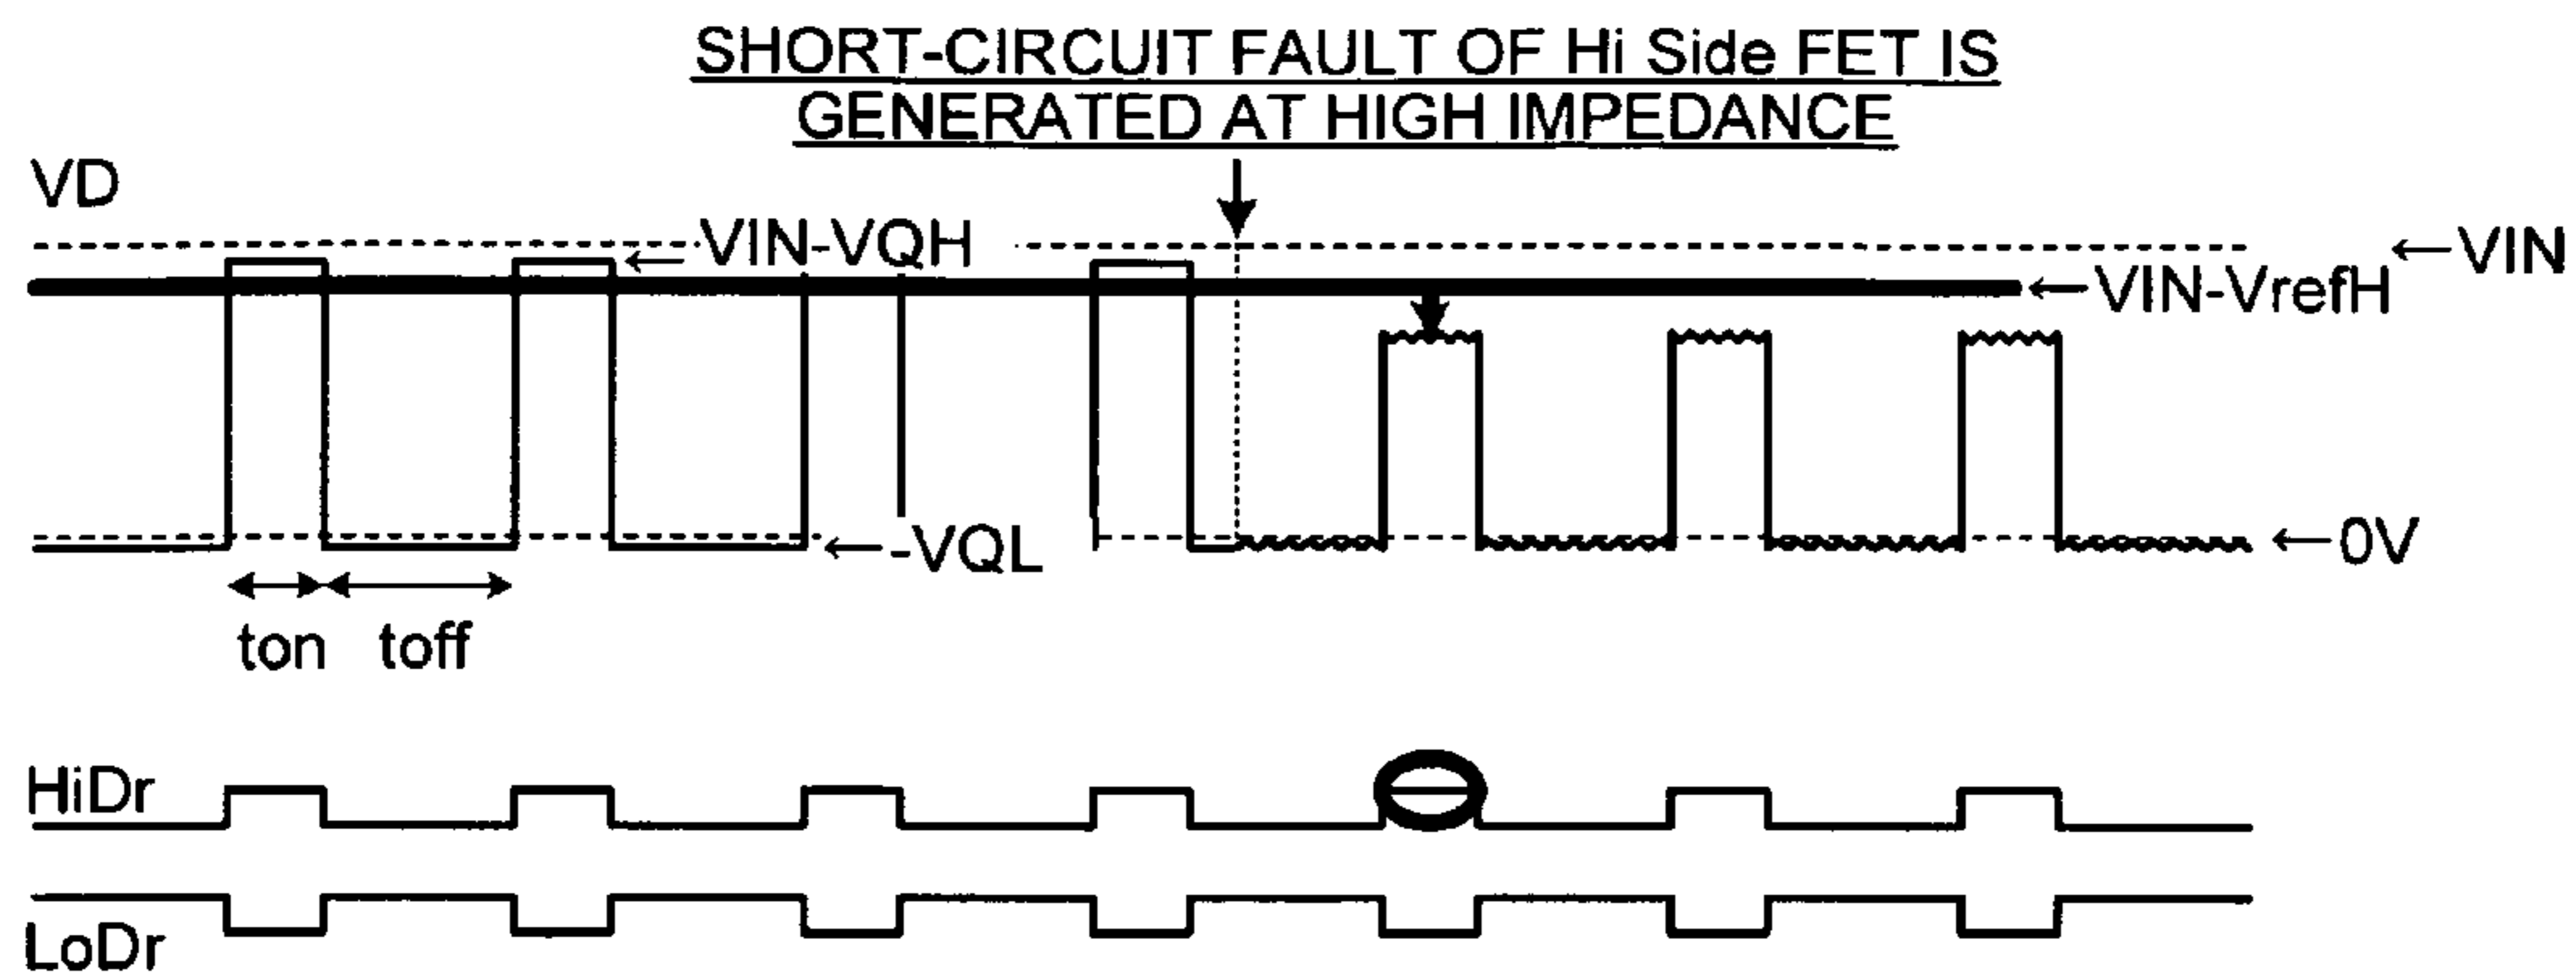 SHORT-CIRCUIT FAULT OF Hi Side FET IS
GENERATED AT HIGH IMPEDANCE
VD
VIN-VQH
VIN
VIN-VrefH
-VQL
0V
ton
toff
HiDr
LoDr